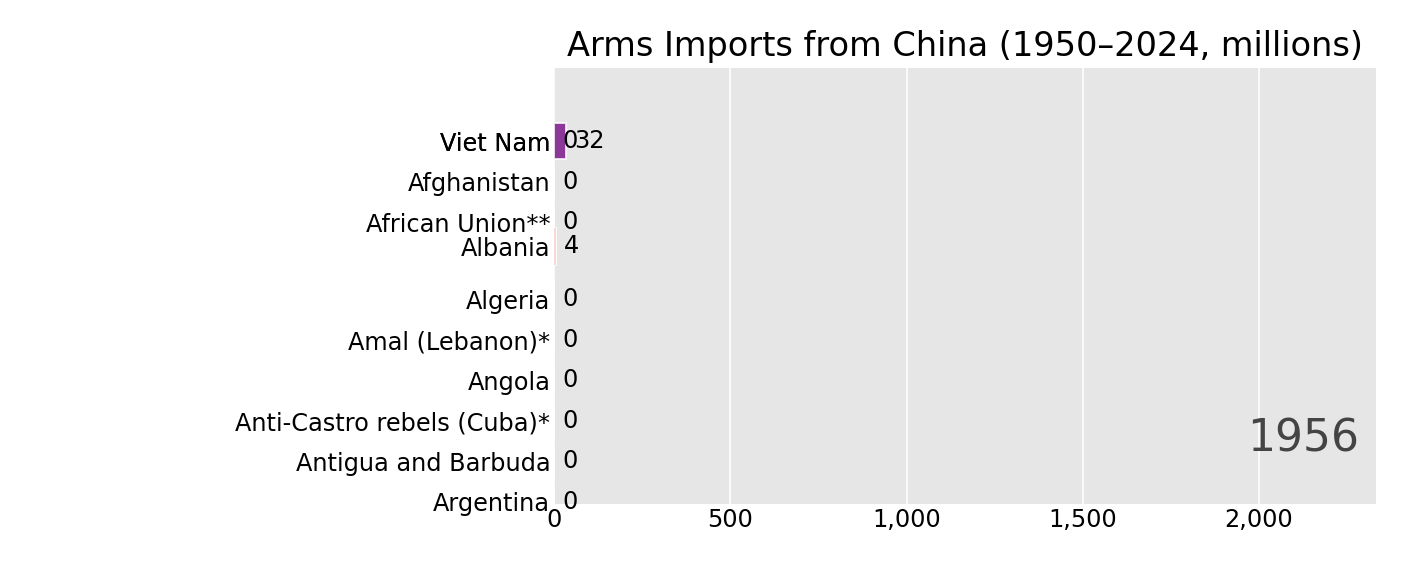 Arms Imports from China (1950–2024, millions)
Viet Nam 0 32
Afghanistan 0
African Union** 0
Albania 4
Algeria 0
Amal (Lebanon)* 0
Angola 0
Anti-Castro rebels (Cuba)* 0
1956
Antigua and Barbuda 0
Argentina 0
0 500 1,000 1,500 2,000